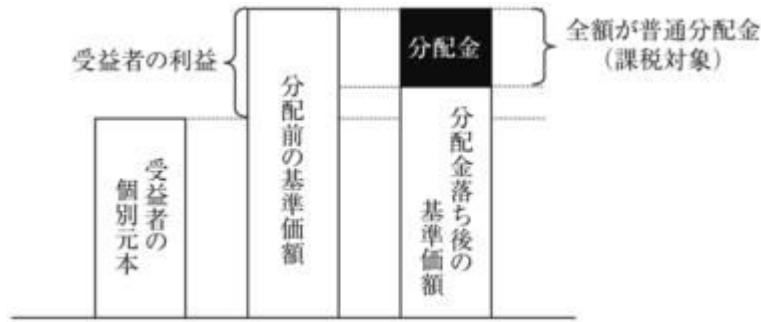 受益者の利益
分配金
全額が普通分配金
（課税対象）
受益者の
個別元本
分配前の基準価額
分配金落ち後の
基準価額